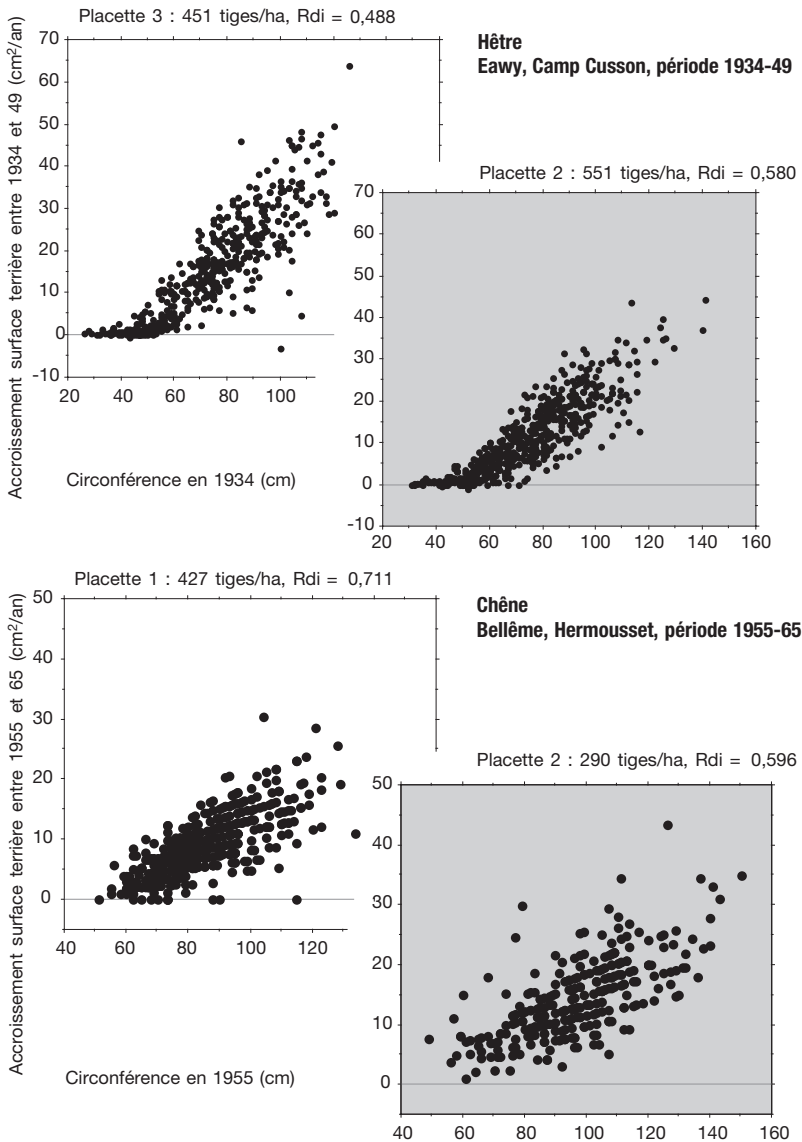 Placette 3 : 451 tiges/ha, Rdi = 0,488
Hêtre
Eawy, Camp Cusson, période 1934-49
Accroissement surface terrière entre 1934 et 49 (cm²/an)
70
60
50
40
30
20
10
0
-10
20 40 60 80 100
Circonférence en 1934 (cm)
Placette 2 : 551 tiges/ha, Rdi = 0,580
70
60
50
40
30
20
10
0
-10
20 40 60 80 100 120 140 160
Placette 1 : 427 tiges/ha, Rdi = 0,711
Chêne
Bellême, Hermousset, période 1955-65
Accroissement surface terrière entre 1955 et 65 (cm²/an)
50
40
30
20
10
0
40 60 80 100 120
Circonférence en 1955 (cm)
Placette 2 : 290 tiges/ha, Rdi = 0,596
50
40
30
20
10
0
40 60 80 100 120 140 160